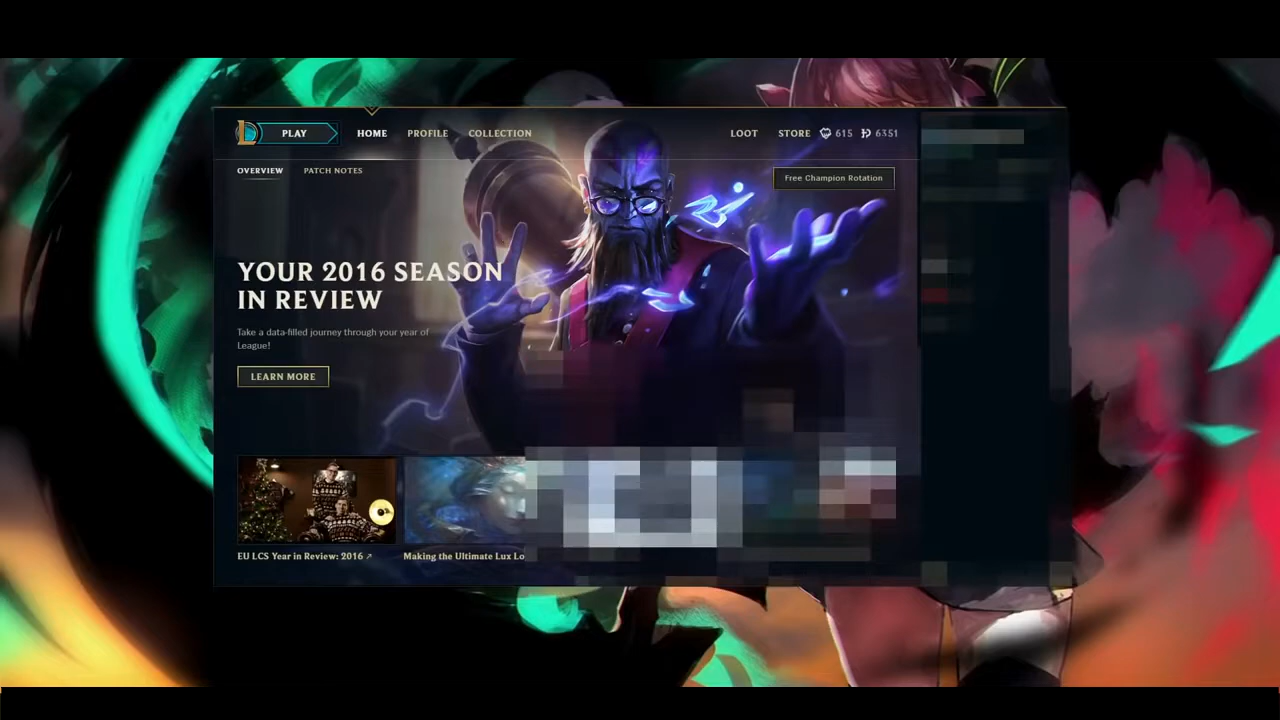 PLAY
HOME
PROFILE
COLLECTION
LOOT
STORE
615
6351
OVERVIEW
PATCH NOTES
Free Champion Rotation
YOUR 2016 SEASON
IN REVIEW
Take a data-filled journey through your year of
League!
LEARN MORE
EU LCS Year in Review: 2016
Making the Ultimate Lux Lo